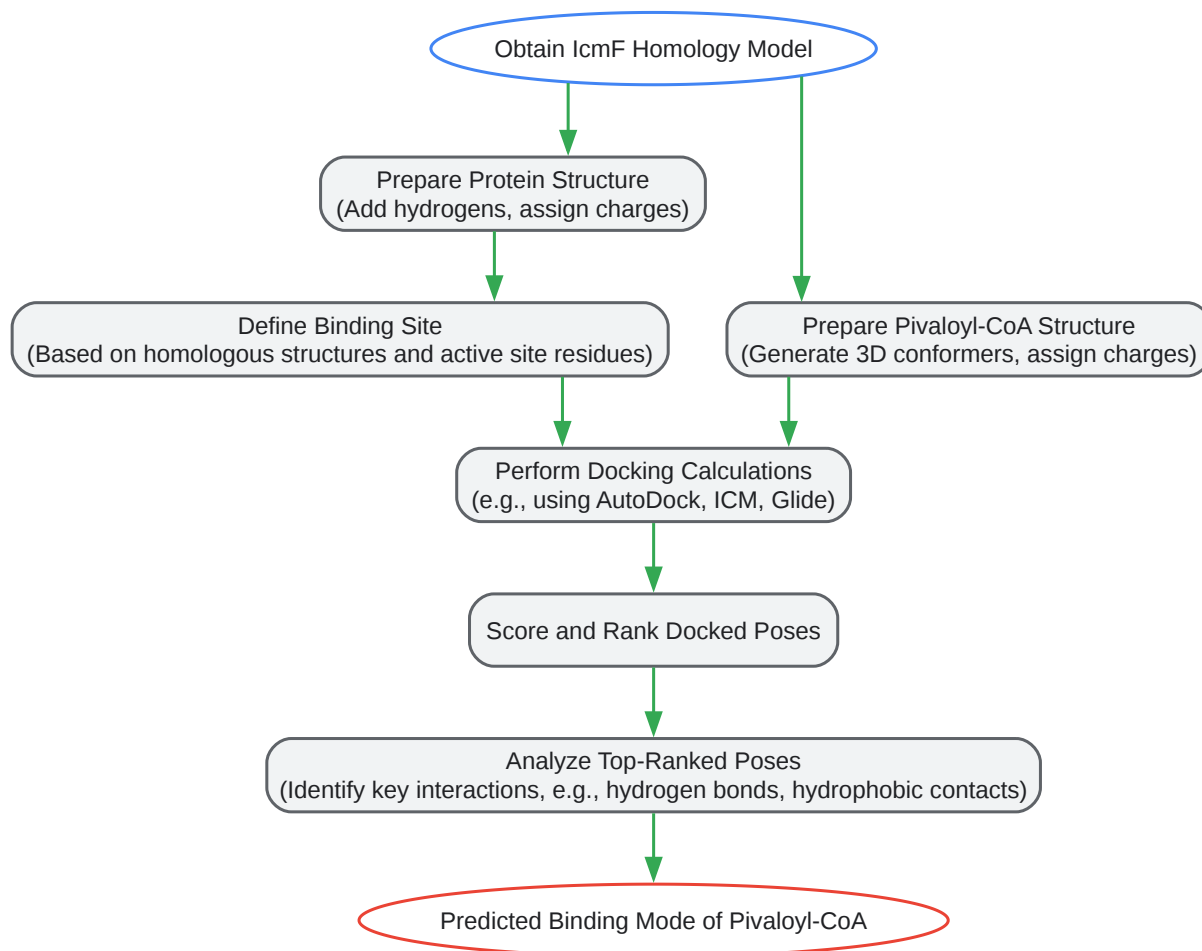 Obtain IcmF Homology Model
Prepare Protein Structure
(Add hydrogens, assign charges)
Define Binding Site
(Based on homologous structures and active site residues)
Prepare Pivaloyl-CoA Structure
(Generate 3D conformers, assign charges)
Perform Docking Calculations
(e.g., using AutoDock, ICM, Glide)
Score and Rank Docked Poses
Analyze Top-Ranked Poses
(Identify key interactions, e.g., hydrogen bonds, hydrophobic contacts)
Predicted Binding Mode of Pivaloyl-CoA